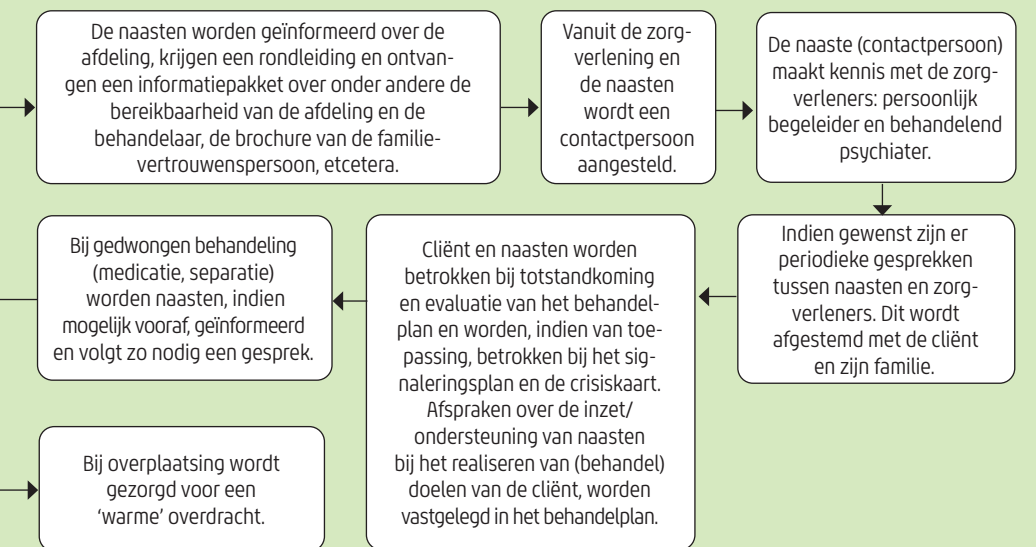 De naasten worden geïnformeerd over de
afdeling, krijgen een rondleiding en ontvan-
gen een informatiepakket over onder andere de
bereikbaarheid van de afdeling en de
behandelaar, de brochure van de familie-
vertrouwenspersoon, etcetera.
Vanuit de zorg-
verlening en
de naasten
wordt een
contactpersoon
aangesteld.
De naaste (contactpersoon)
maakt kennis met de zorg-
verleners: persoonlijk
begeleider en behandelend
psychiater.
Indien gewenst zijn er
periodieke gesprekken
tussen naasten en zorg-
verleners. Dit wordt
afgestemd met de cliënt
en zijn familie.
Cliënt en naasten worden
betrokken bij totstandkoming
en evaluatie van het behandel-
plan en worden, indien van toe-
passing, betrokken bij het sig-
naleringsplan en de crisiskaart.
Afspraken over de inzet/
ondersteuning van naasten
bij het realiseren van (behandel)
doelen van de cliënt, worden
vastgelegd in het behandelplan.
Bij gedwongen behandeling
(medicatie, separatie)
worden naasten, indien
mogelijk vooraf, geïnformeerd
en volgt zo nodig een gesprek.
Bij overplaatsing wordt
gezorgd voor een
‘warme’ overdracht.